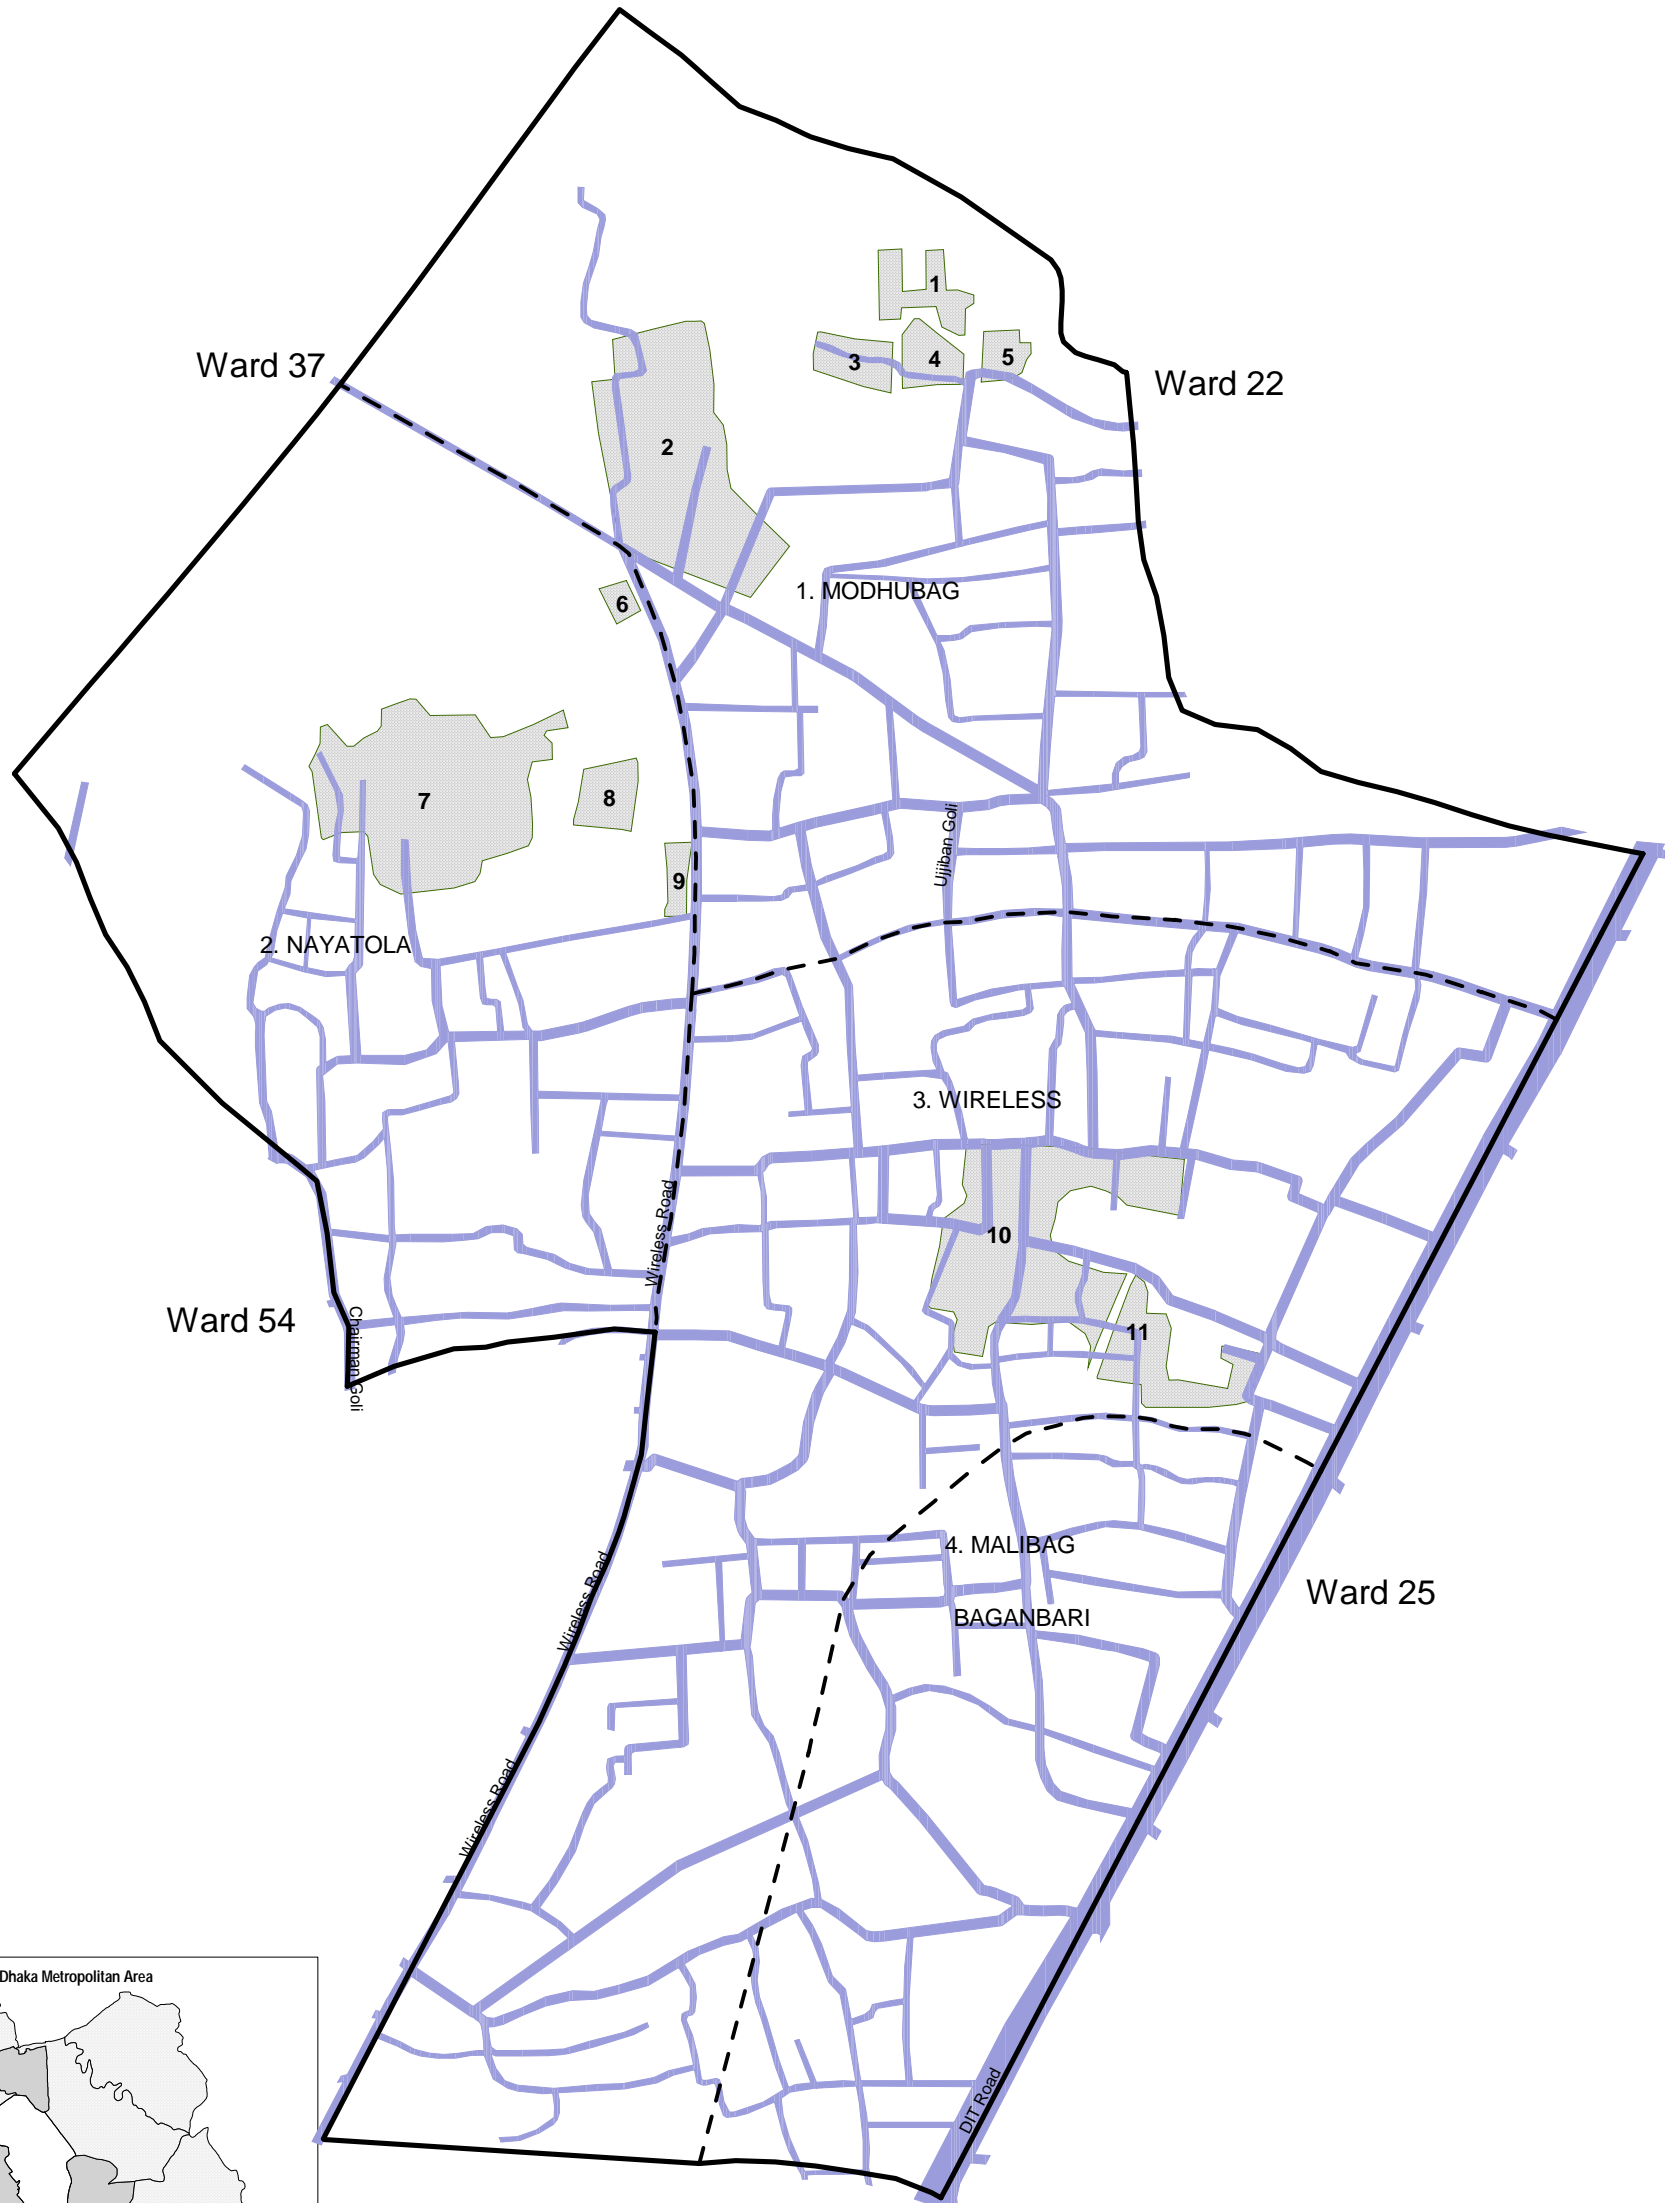 1
Ward 37
3
4
5
Ward 22
2
1. MODHUBAG
6
7
8
Ujjiban Goli
9
2. NAYATOLA
3. WIRELESS
Wireless Road
10
Ward 54
Chairman Goli
11
4. MALIBAG
BAGANBARI
Ward 25
Wireless Road
Wireless Road
Dhaka Metropolitan Area
DIT Road